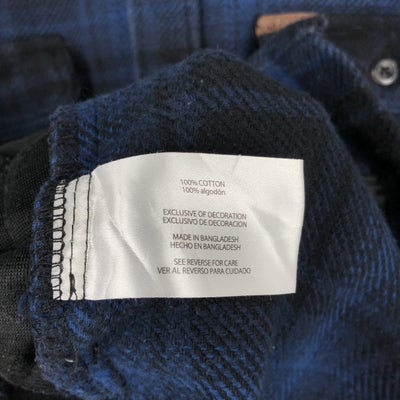 100% COTTON
100% algodón.
EXCLUSIVE OF DECORATION
EXCLUSIVO DE DECORACION
MADE IN BANGLADESH
HECHO EN BANGLADESH
SEE REVERSE FOR CARE
VER AL REVERSO PARA CUIDADO